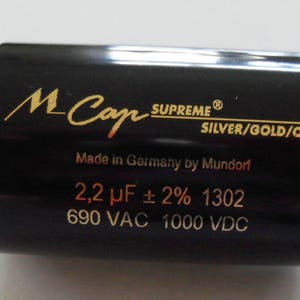 M Cap SUPREME®
SILVER/GOLD/
Made in Germany by Mundorf
2,2 µF ± 2% 1302
690 VAC 1000 VDC